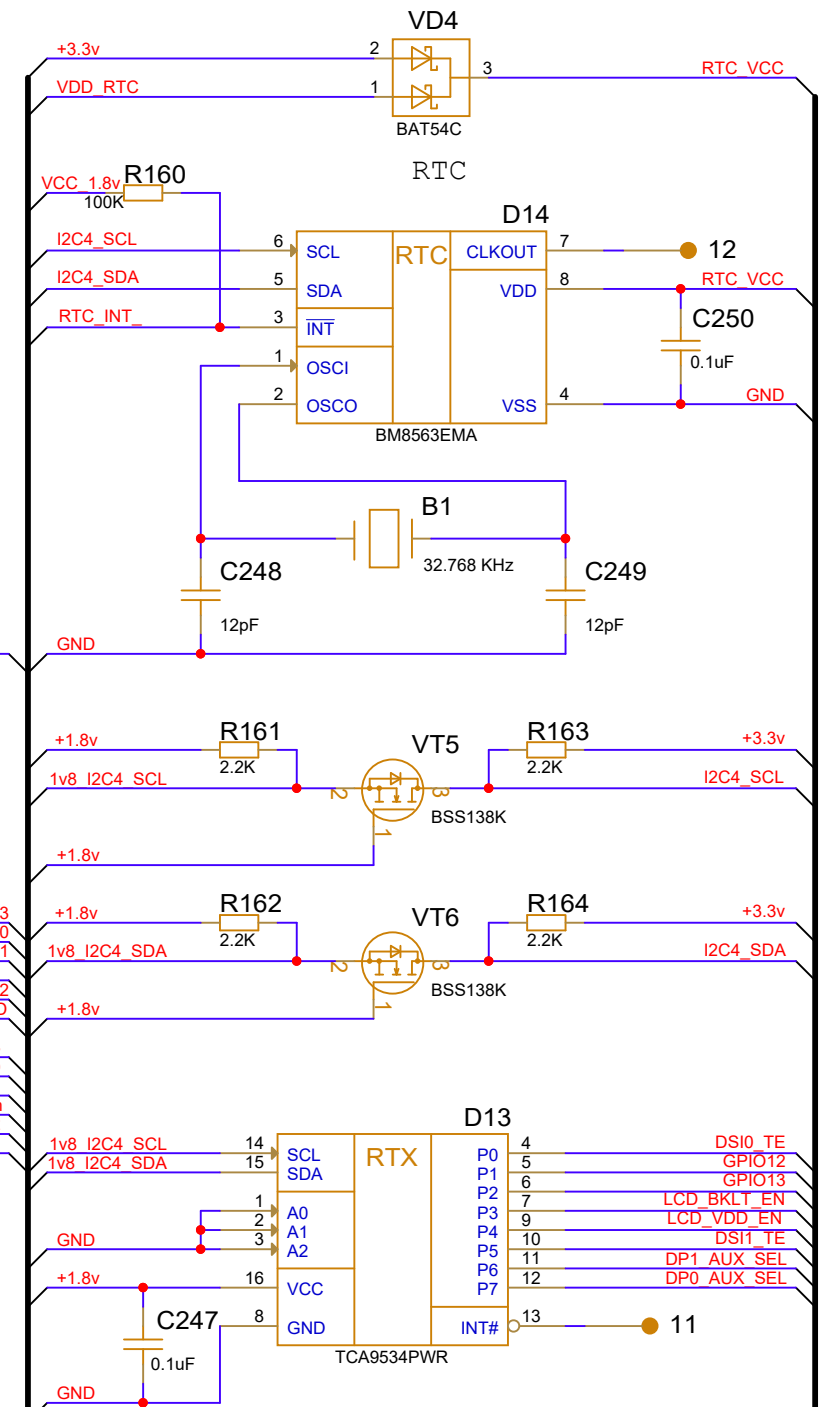 VD4
+3.3v 2
3 RTC_VCC
VDD_RTC 1
BAT54C
RTC
VCC_1.8v R160
100K
D14
I2C4_SCL 6 SCL RTC CLKOUT 7 12
I2C4_SDA 5 SDA VDD 8 RTC_VCC
RTC_INT_ 3 INT
C250
0.1uF
1 OSCI
2 OSCO VSS 4 GND
BM8563EMA
B1
32.768 KHz
C248 C249
12pF 12pF
GND
R161 VT5 R163
+1.8v 2.2K 2.2K +3.3v
1v8_I2C4_SCL 2 3 I2C4_SCL
BSS138K
1
+1.8v
R162 VT6 R164
3
+1.8v 2.2K 2.2K +3.3v
0
1
1v8_I2C4_SDA 2 3 I2C4_SDA
2
BSS138K
1
+1.8v
D13
1v8_I2C4_SCL 14 SCL RTX P0 4 DSI0_TE
1v8_I2C4_SDA 15 SDA P1 5 GPIO12
P2 6 GPIO13
1 A0 P3 7 LCD_BKLT_EN
2 A1 P4 9 LCD_VDD_EN
GND 3 A2 P5 10 DSI1_TE
P6 11 DP1_AUX_SEL
+1.8v 16 VCC P7 12 DP0_AUX_SEL
C247 8 GND INT# 13 11
0.1uF
TCA9534PWR
GND